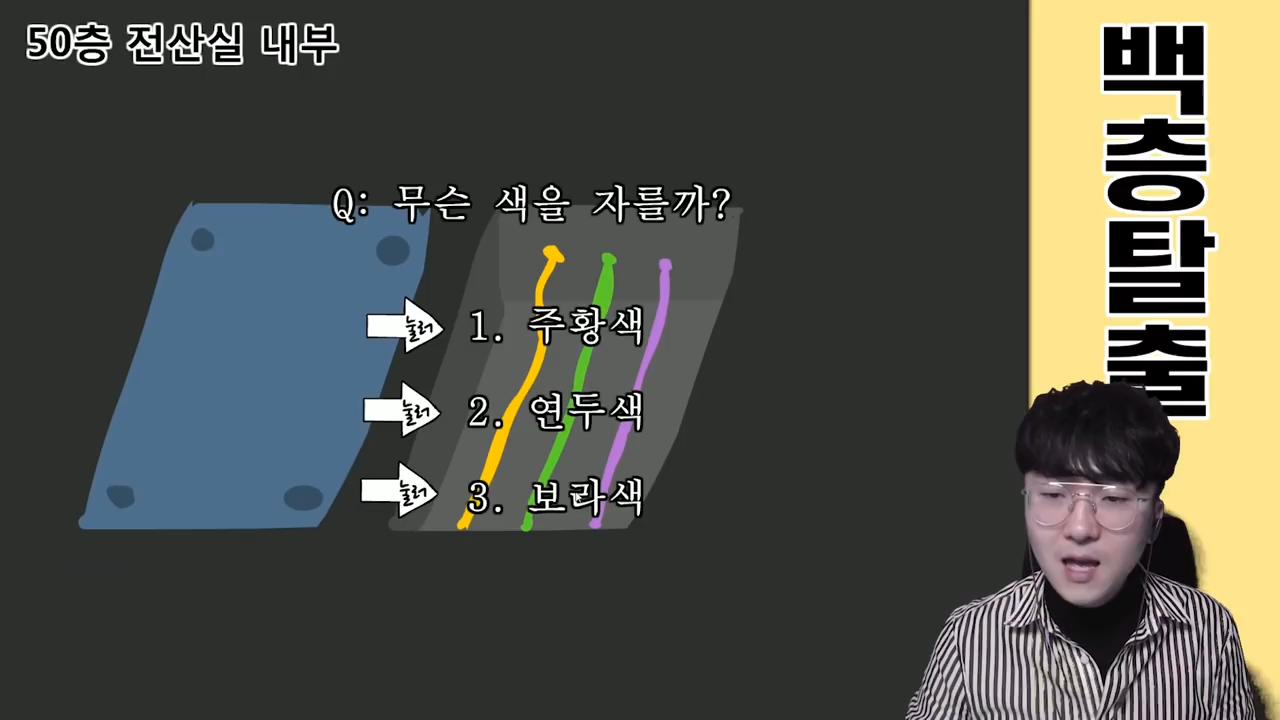 50층 전산실 내부
Q: 무슨 색을 자를까?
눌러
1. 주황색
눌러
2. 연두색
눌러
3. 보라색
백층탈출